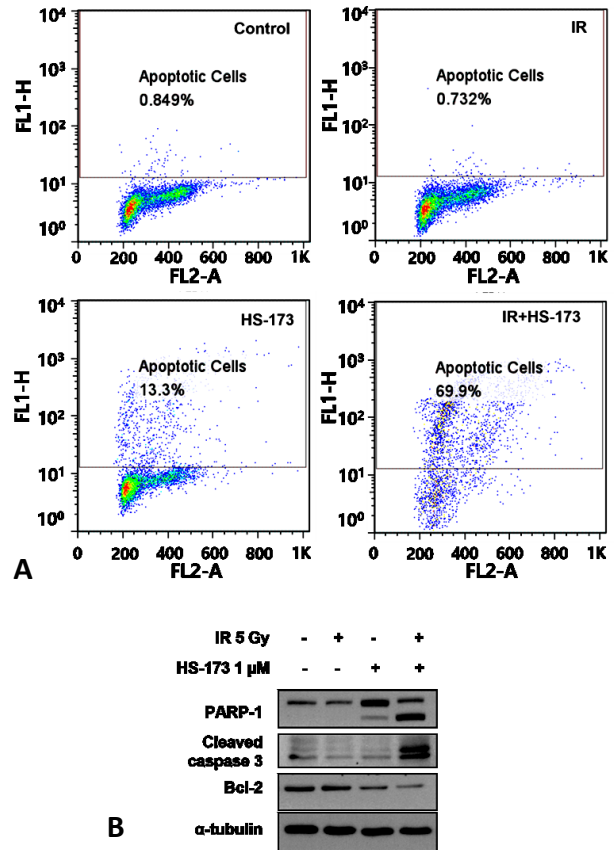 Control
Apoptotic Cells
0.849%
FL1-H
10⁴
10³
10²
10¹
10⁰
0 200 400 600 800 1K
FL2-A
IR
Apoptotic Cells
0.732%
FL1-H
10⁴
10³
10²
10¹
10⁰
0 200 400 600 800 1K
FL2-A
HS-173
Apoptotic Cells
13.3%
FL1-H
10⁴
10³
10²
10¹
10⁰
0 200 400 600 800 1K
FL2-A
IR+HS-173
Apoptotic Cells
69.9%
FL1-H
10⁴
10³
10²
10¹
10⁰
0 200 400 600 800 1K
FL2-A
A
IR 5 Gy - + - +
HS-173 1 μM - - + +
PARP-1
Cleaved
caspase 3
Bcl-2
α-tubulin
B